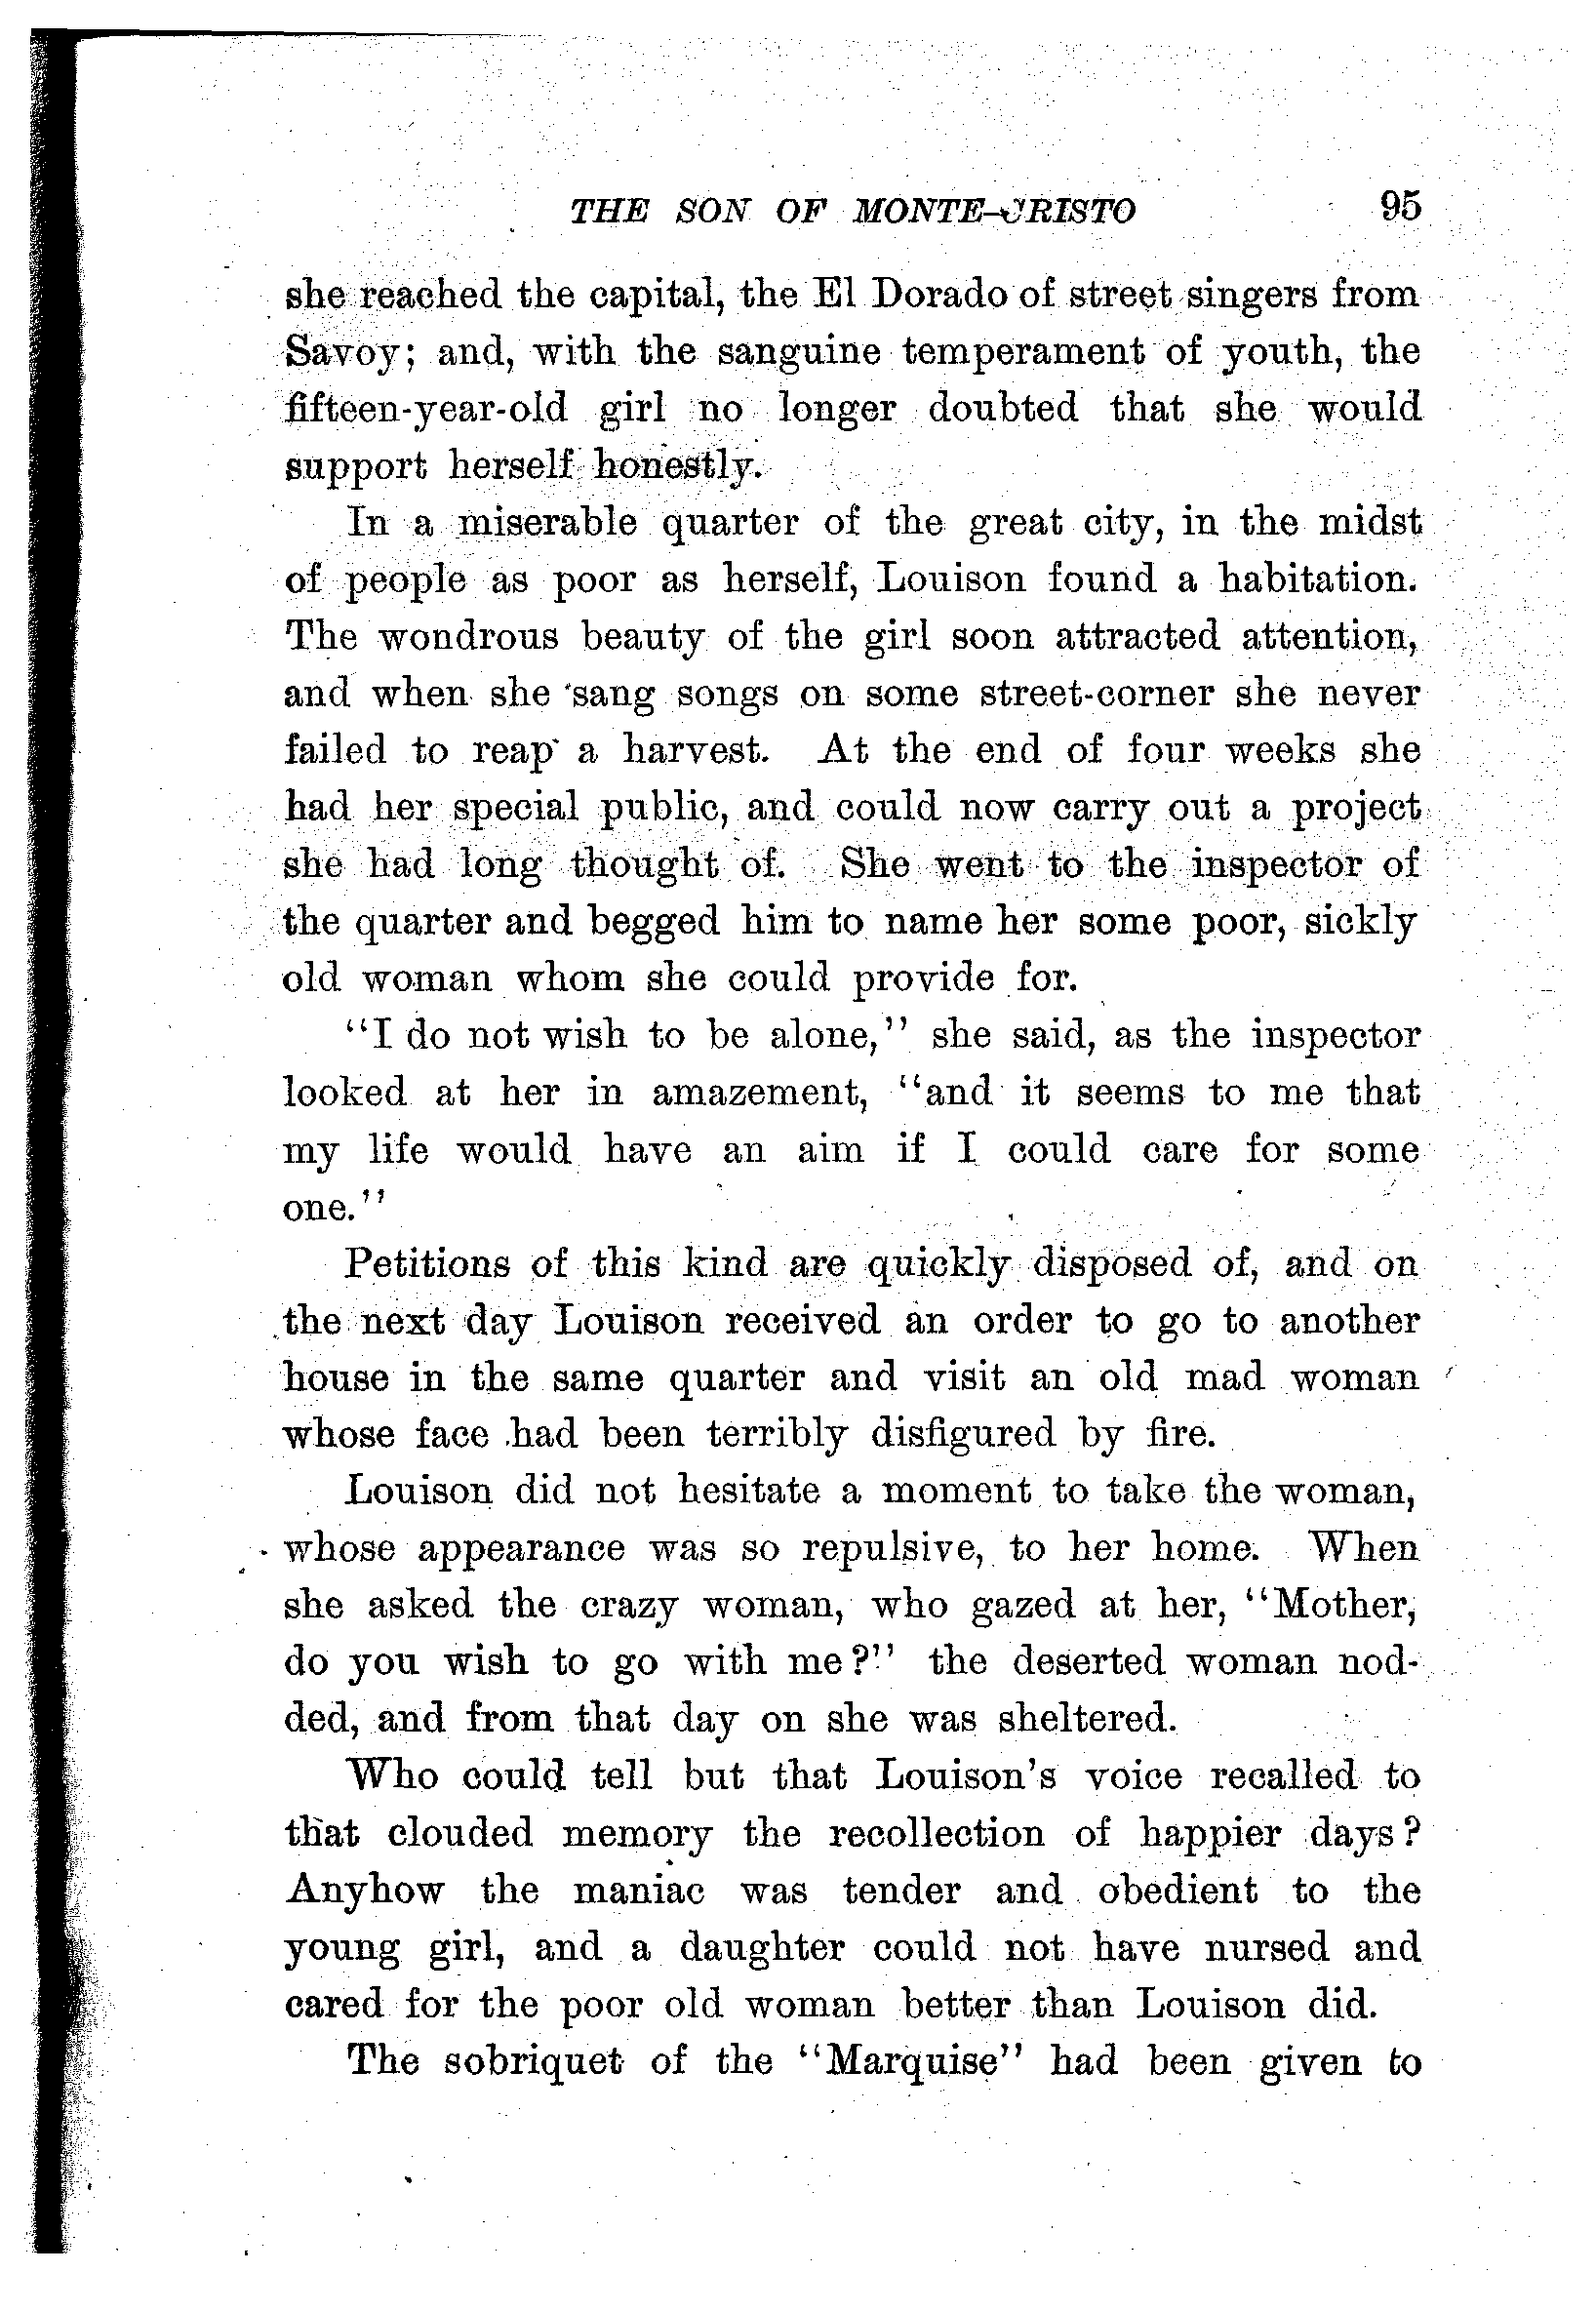 THE SON OF MONTE-CRISTO 95
she reached the capital, the El Dorado of street singers from
Savoy; and, with the sanguine temperament of youth, the
fifteen-year-old girl no longer doubted that she would
support herself honestly.
In a miserable quarter of the great city, in the midst
of people as poor as herself, Louison found a habitation.
The wondrous beauty of the girl soon attracted attention,
and when she sang songs on some street-corner she never
failed to reap a harvest. At the end of four weeks she
had her special public, and could now carry out a project
she had long thought of. She went to the inspector of
the quarter and begged him to name her some poor, sickly
old woman whom she could provide for.
"I do not wish to be alone," she said, as the inspector
looked at her in amazement, "and it seems to me that
my life would have an aim if I could care for some
one."
Petitions of this kind are quickly disposed of, and on
the next day Louison received an order to go to another
house in the same quarter and visit an old mad woman
whose face had been terribly disfigured by fire.
Louison did not hesitate a moment to take the woman,
whose appearance was so repulsive, to her home. When
she asked the crazy woman, who gazed at her, "Mother,
do you wish to go with me?" the deserted woman nod-
ded, and from that day on she was sheltered.
Who could tell but that Louison's voice recalled to
that clouded memory the recollection of happier days?
Anyhow the maniac was tender and obedient to the
young girl, and a daughter could not have nursed and
cared for the poor old woman better than Louison did.
The sobriquet of the "Marquise" had been given to